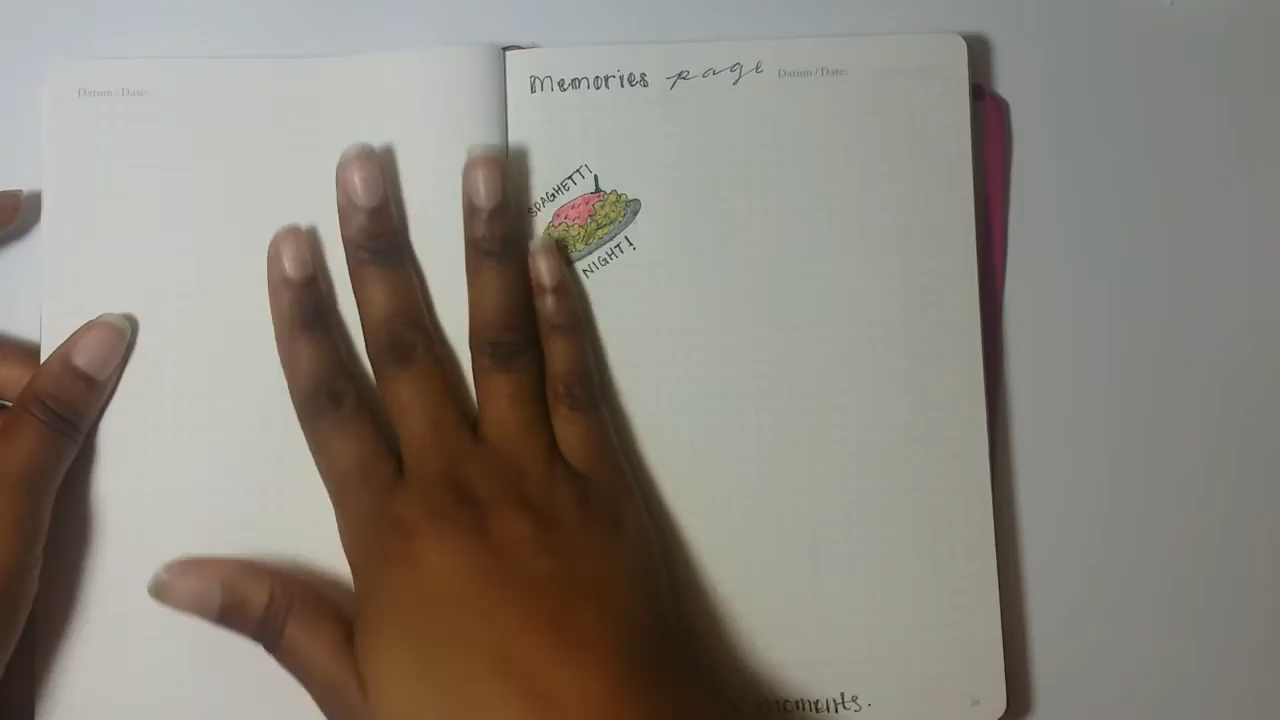 Datum / Date:
Memories page Datum / Date:
SPAGHETTI
NIGHT!
moments.